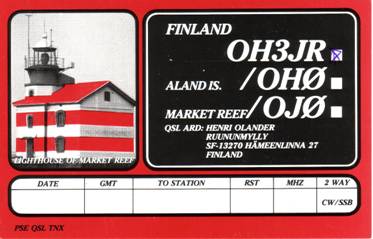 FINLAND
OH3JR
ALAND IS. /OHØ
MARKET REEF /OJØ
QSL ARD: HENRI OLANDER
RUUNUNMYLLY
SF-13270 HÄMEENLINNA 27
FINLAND
LIGHTHOUSE OF MARKET REEF
DATE GMT TO STATION RST MHZ 2 WAY
CW/SSB
PSE QSL TNX